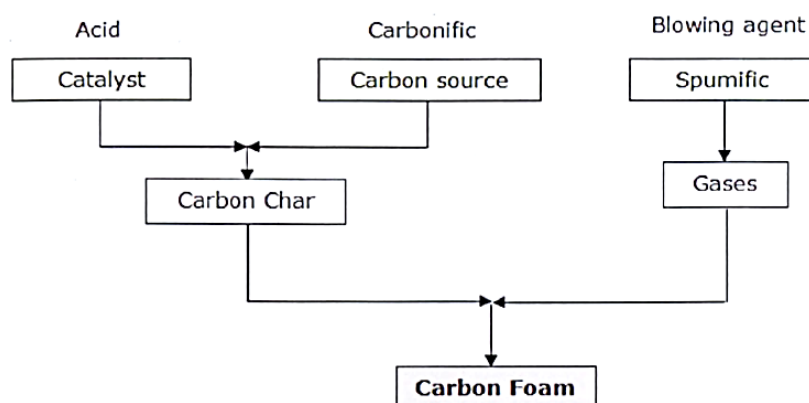 Acid
Carbonific
Blowing agent
Catalyst
Carbon source
Spumific
Carbon Char
Gases
Carbon Foam